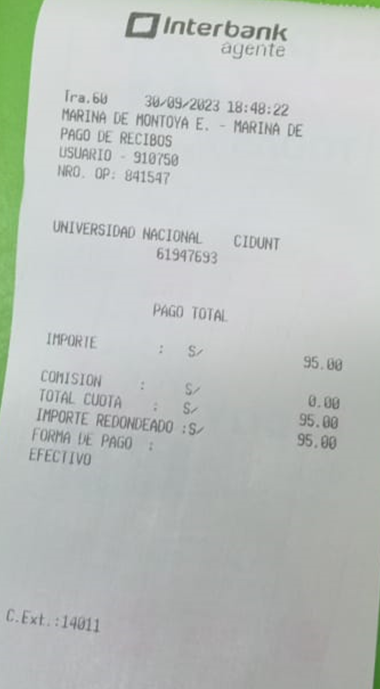 Interbank
agente
Tra.60 30/09/2023 18:48:22
MARINA DE MONTOYA E. - MARINA DE
PAGO DE RECIBOS
USUARIO - 910750
NRO. OP: 841547
UNIVERSIDAD NACIONAL CIDUNT
61947693
PAGO TOTAL
IMPORTE : S/ 95.00
COMISION : S/ 0.00
TOTAL CUOTA : S/ 95.00
IMPORTE REDONDEADO :S/ 95.00
FORMA DE PAGO :
EFECTIVO
C.Ext.:14011